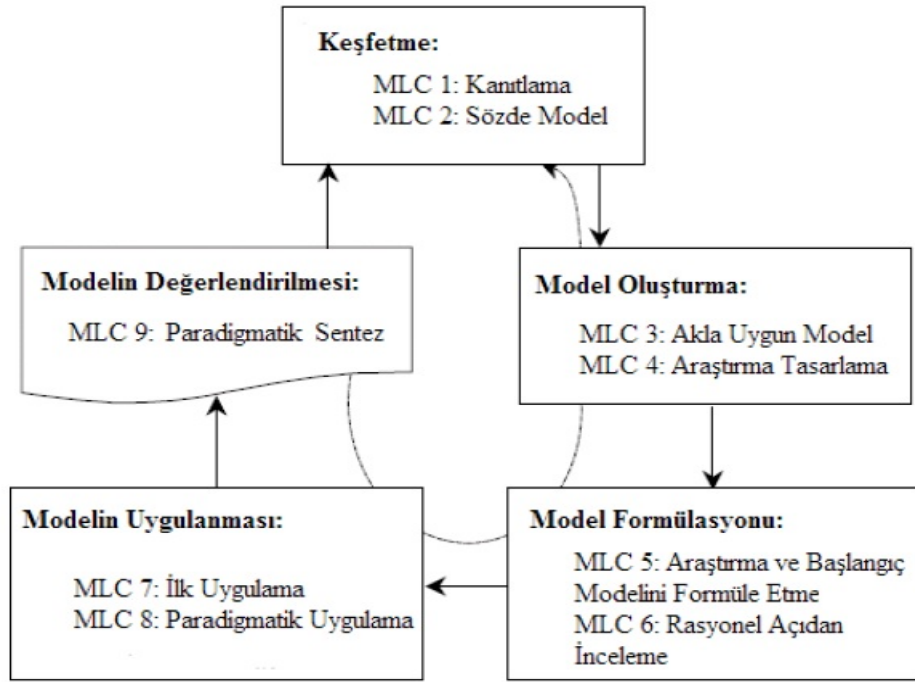 Keşfetme:
MLC 1: Kanıtlama
MLC 2: Sözde Model
Model Oluşturma:
MLC 3: Akla Uygun Model
MLC 4: Araştırma Tasarlama
Model Formülasyonu:
MLC 5: Araştırma ve Başlangıç
Modelini Formüle Etme
MLC 6: Rasyonel Açıdan
İnceleme
Modelin Uygulanması:
MLC 7: İlk Uygulama
MLC 8: Paradigmatik Uygulama
Modelin Değerlendirilmesi:
MLC 9: Paradigmatik Sentez